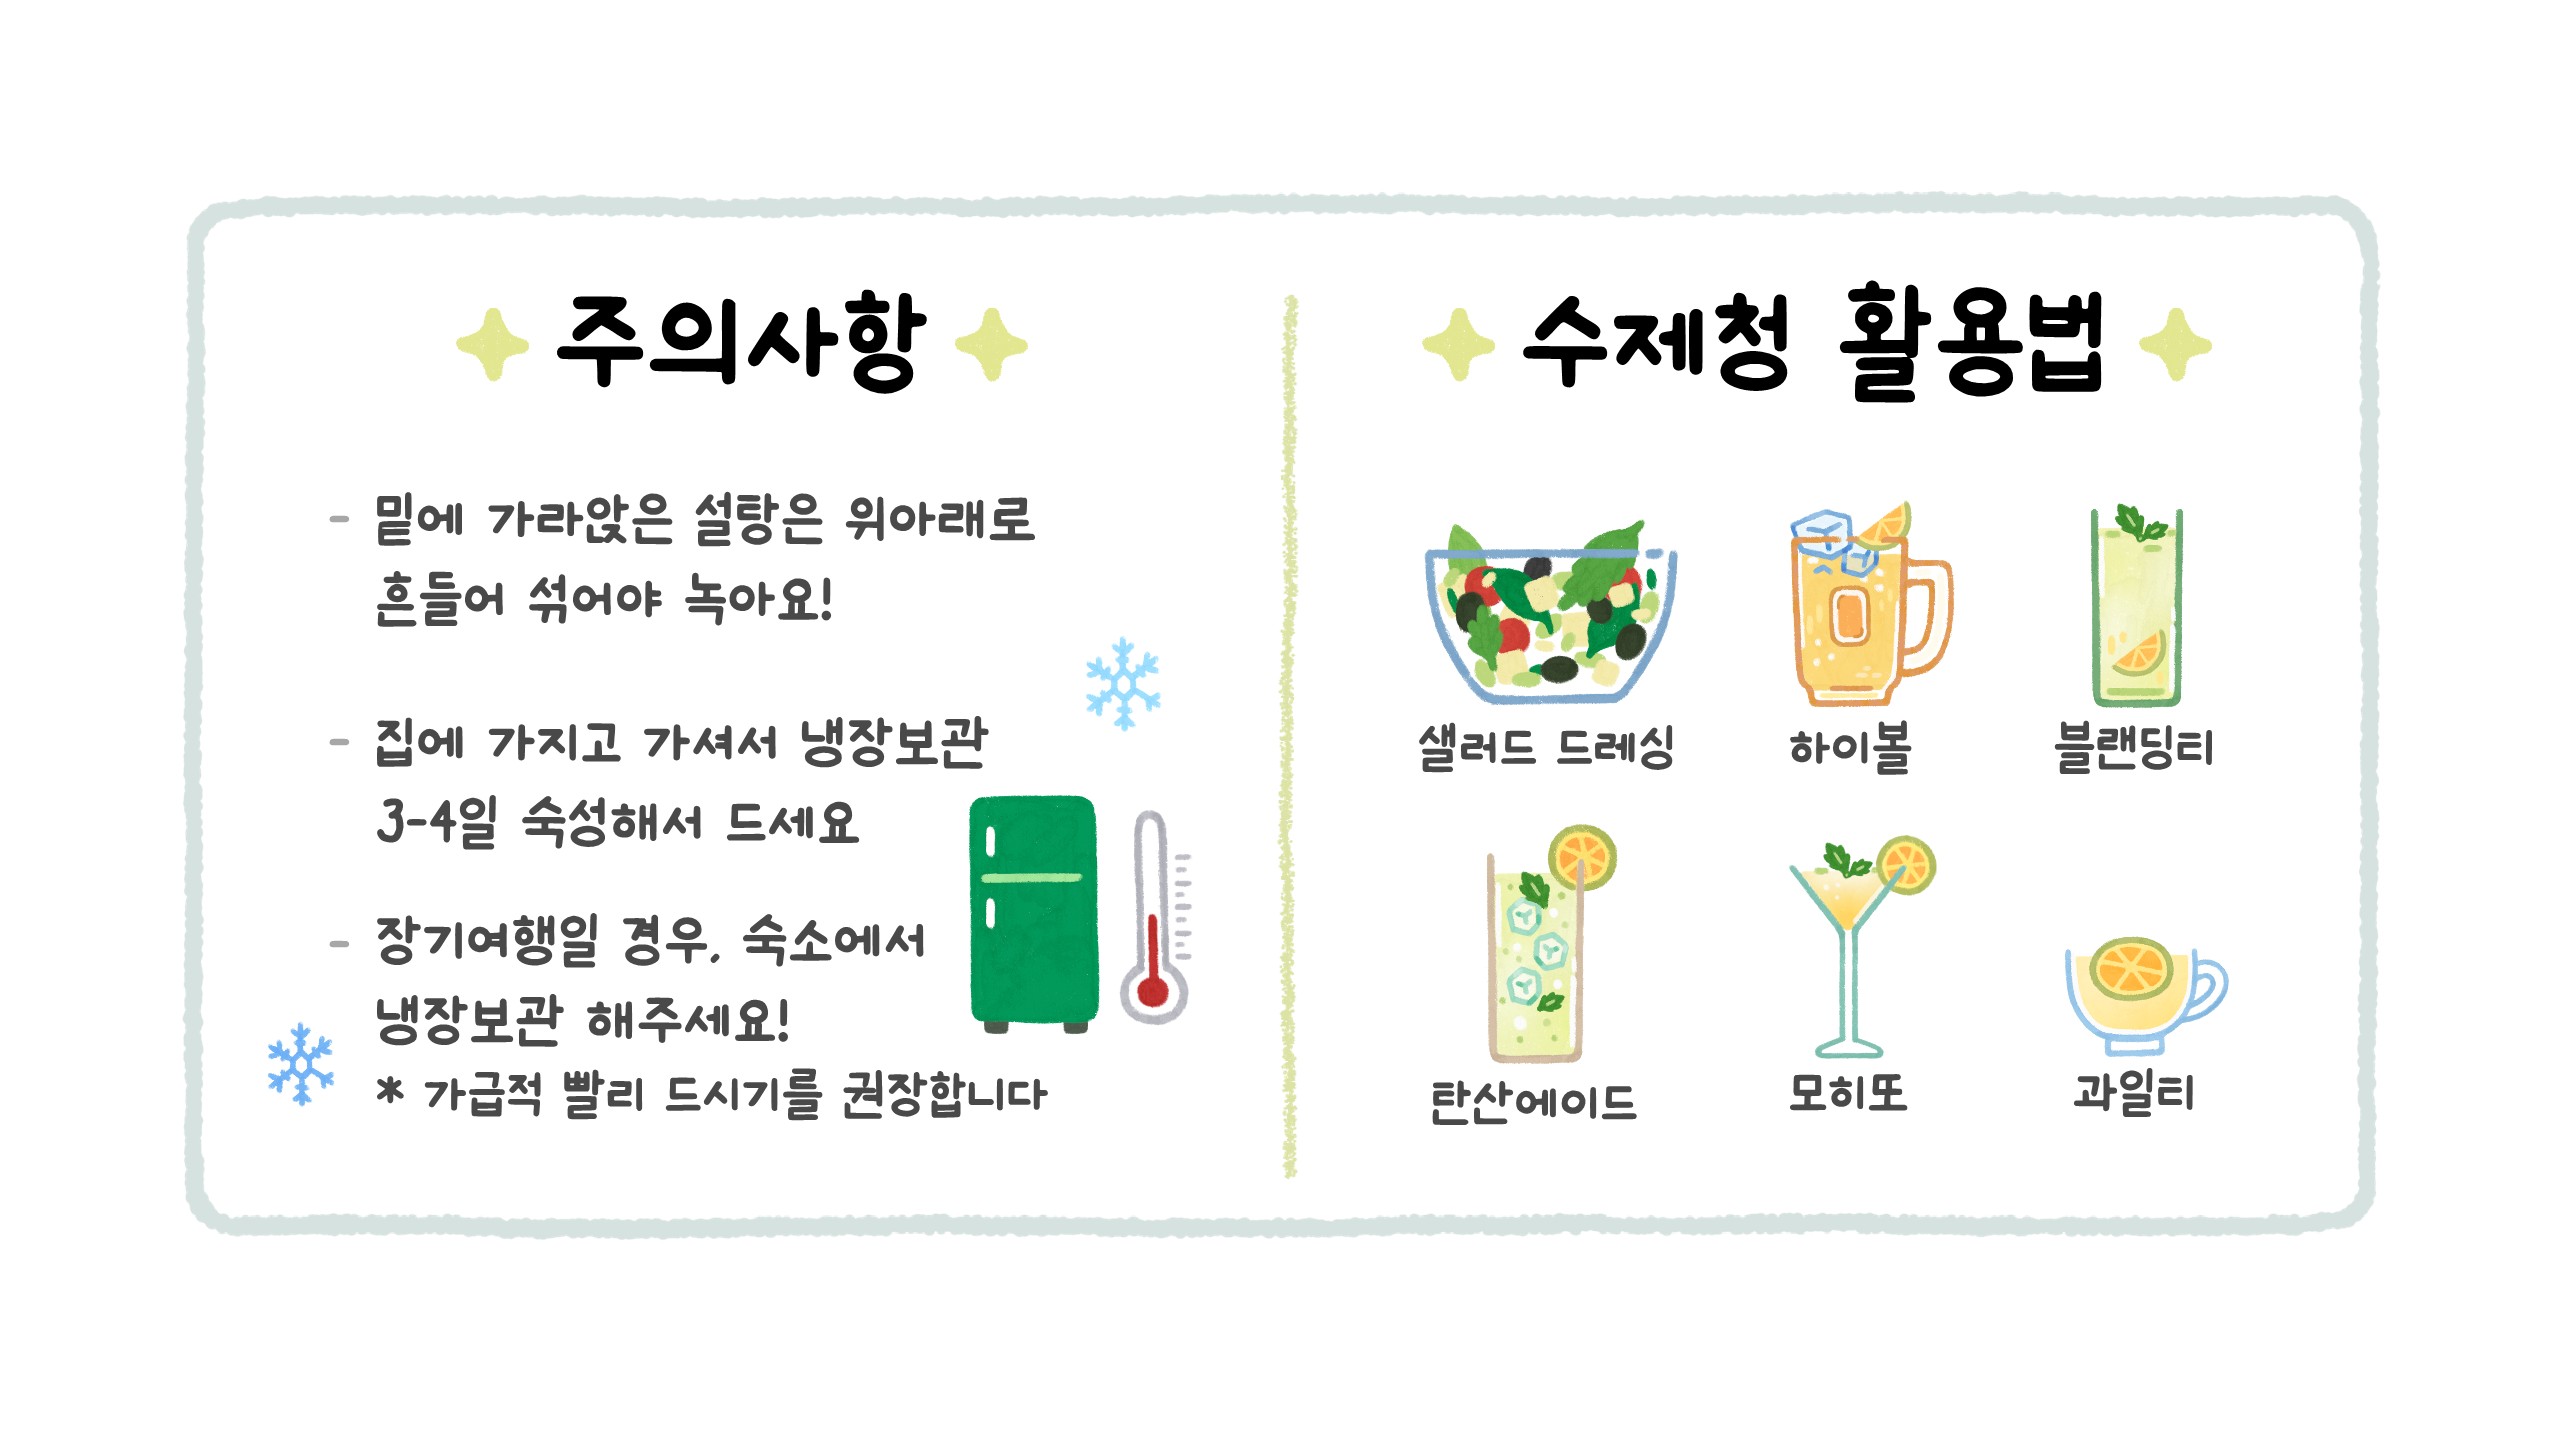 주의사항
- 밑에 가라앉은 설탕은 위아래로
흔들어 섞어야 녹아요!
- 집에 가지고 가셔서 냉장보관
3-4일 숙성해서 드세요
- 장기여행일 경우, 숙소에서
냉장보관 해주세요!
* 가급적 빨리 드시기를 권장합니다
수제청 활용법
샐러드 드레싱
하이볼
블랜딩티
탄산에이드
모히또
과일티